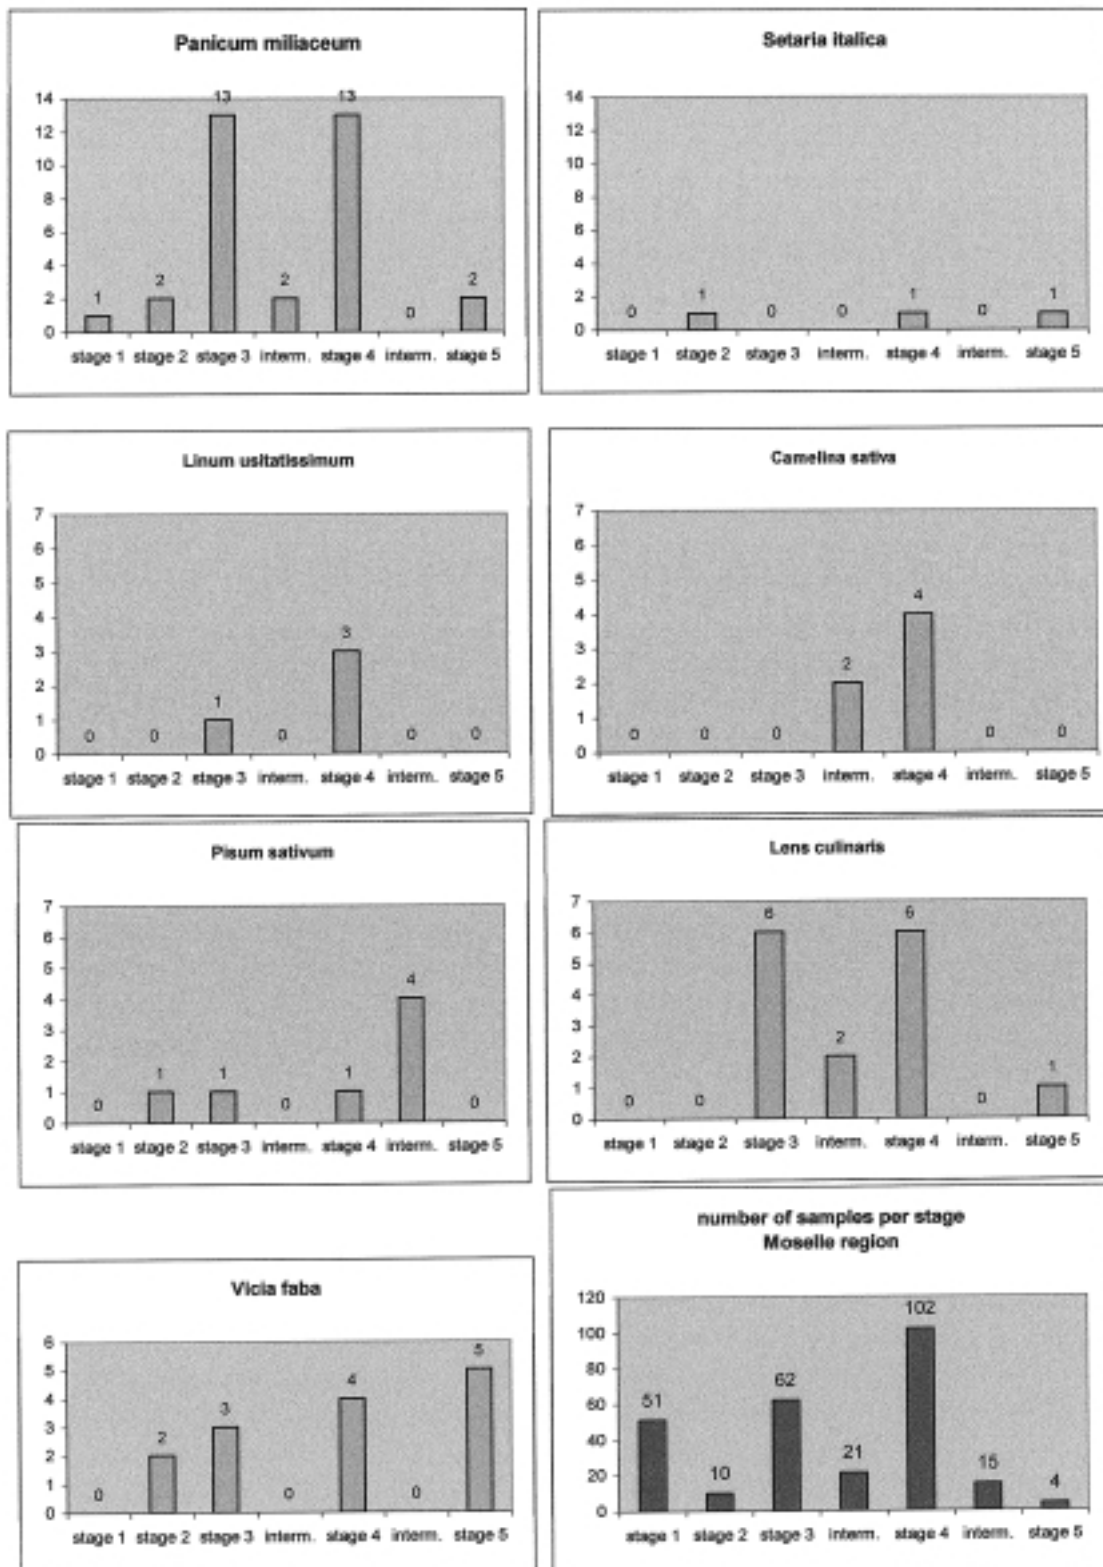 Panicum miliaceum
13 13
14
12
10
8
6
4
2
0
1 2 2 0 2
stage 1 stage 2 stage 3 interm. stage 4 interm. stage 5
Setaria italica
14
12
10
8
6
4
2
0
0 1 0 0 1 0 1
stage 1 stage 2 stage 3 interm. stage 4 interm. stage 5
Linum usitatissimum
7
6
5
4
3
2
1
0
0 0 1 0 3 0 0
stage 1 stage 2 stage 3 interm. stage 4 interm. stage 5
Camelina sativa
7
6
5
4
3
2
1
0
0 0 0 2 4 0 0
stage 1 stage 2 stage 3 interm. stage 4 interm. stage 5
Pisum sativum
7
6
5
4
3
2
1
0
0 1 1 0 1 4 0
stage 1 stage 2 stage 3 interm. stage 4 interm. stage 5
Lens culinaris
7
6
5
4
3
2
1
0
0 0 6 2 6 0 1
stage 1 stage 2 stage 3 interm. stage 4 interm. stage 5
Vicia faba
6
5
4
3
2
1
0
0 2 3 0 4 0 5
stage 1 stage 2 stage 3 interm. stage 4 interm. stage 5
number of samples per stage
Moselle region
120
100
80
60
40
20
0
51 10 62 21 102 15 4
stage 1 stage 2 stage 3 interm. stage 4 interm. stage 5